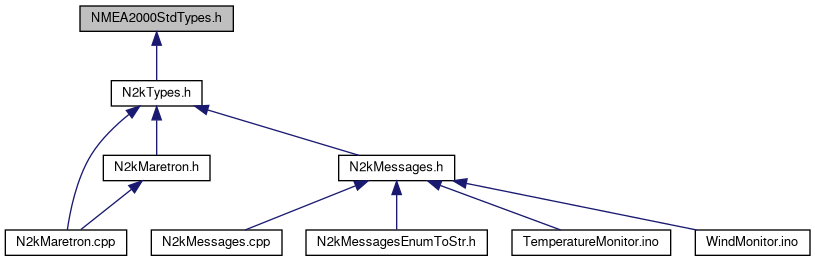 NMEA2000StdTypes.h
N2kTypes.h
N2kMaretron.h
N2kMessages.h
N2kMaretron.cpp
N2kMessages.cpp
N2kMessagesEnumToStr.h
TemperatureMonitor.ino
WindMonitor.ino